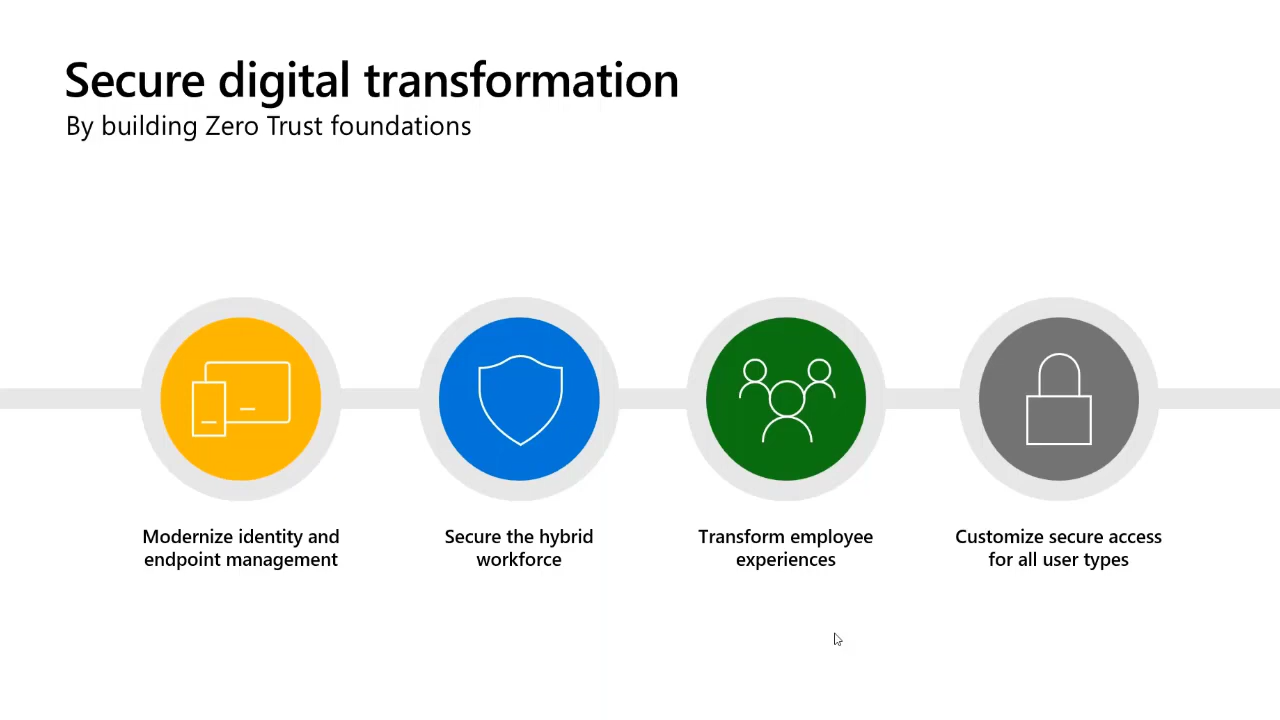 Secure digital transformation
By building Zero Trust foundations
Modernize identity and
endpoint management
Secure the hybrid
workforce
Transform employee
experiences
Customize secure access
for all user types